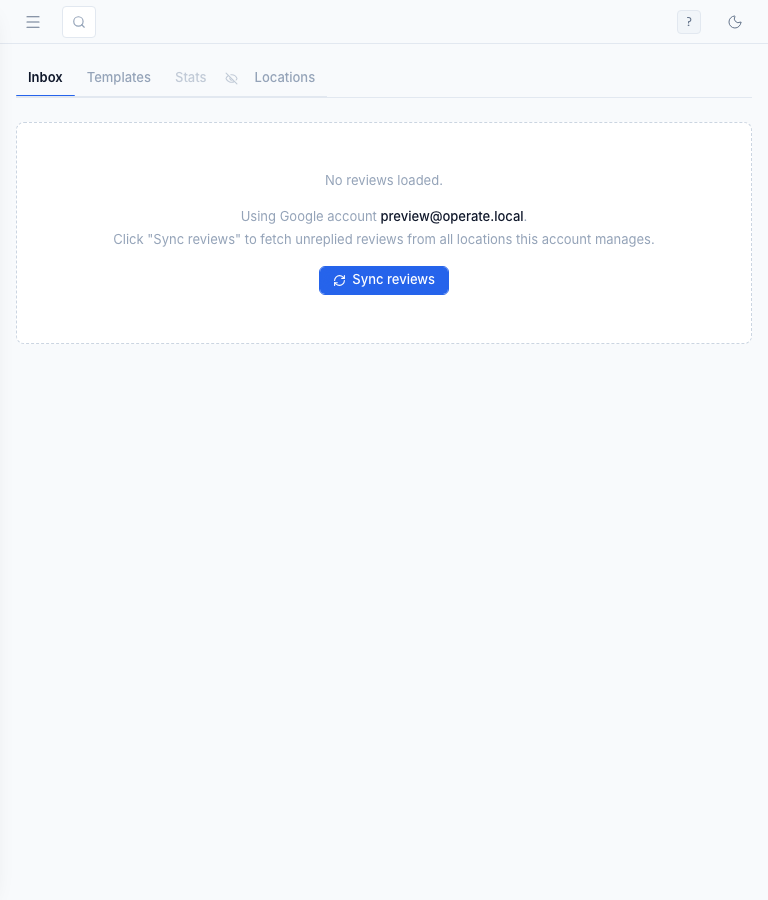 ?
Inbox Templates Stats Locations
No reviews loaded.
Using Google account preview@operate.local.
Click "Sync reviews" to fetch unreplied reviews from all locations this account manages.
Sync reviews